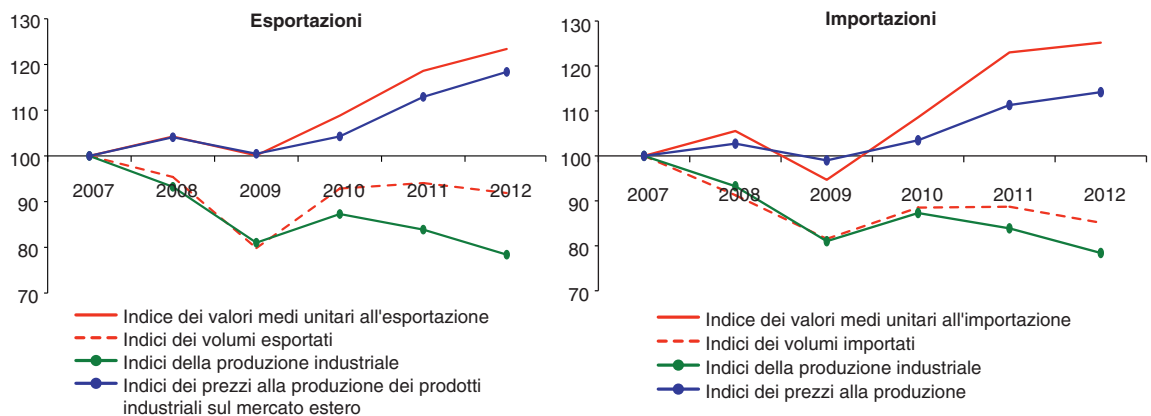 Esportazioni
130
120
110
100
90
80
70
2007 2008 2009 2010 2011 2012
Indice dei valori medi unitari all'esportazione
Indici dei volumi esportati
Indici della produzione industriale
Indici dei prezzi alla produzione dei prodotti
industriali sul mercato estero
Importazioni
130
120
110
100
90
80
70
2007 2008 2009 2010 2011 2012
Indice dei valori medi unitari all'importazione
Indici dei volumi importati
Indici della produzione industriale
Indici dei prezzi alla produzione